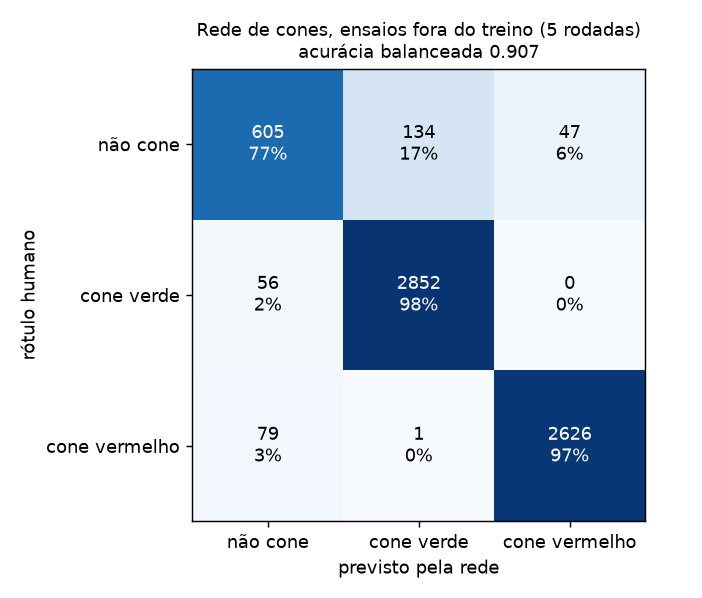 Rede de cones, ensaios fora do treino (5 rodadas)
acurácia balanceada 0.907
não cone
605
77%
134
17%
47
6%
cone verde
56
2%
2852
98%
0
0%
cone vermelho
79
3%
1
0%
2626
97%
rótulo humano
não cone
cone verde
cone vermelho
previsto pela rede